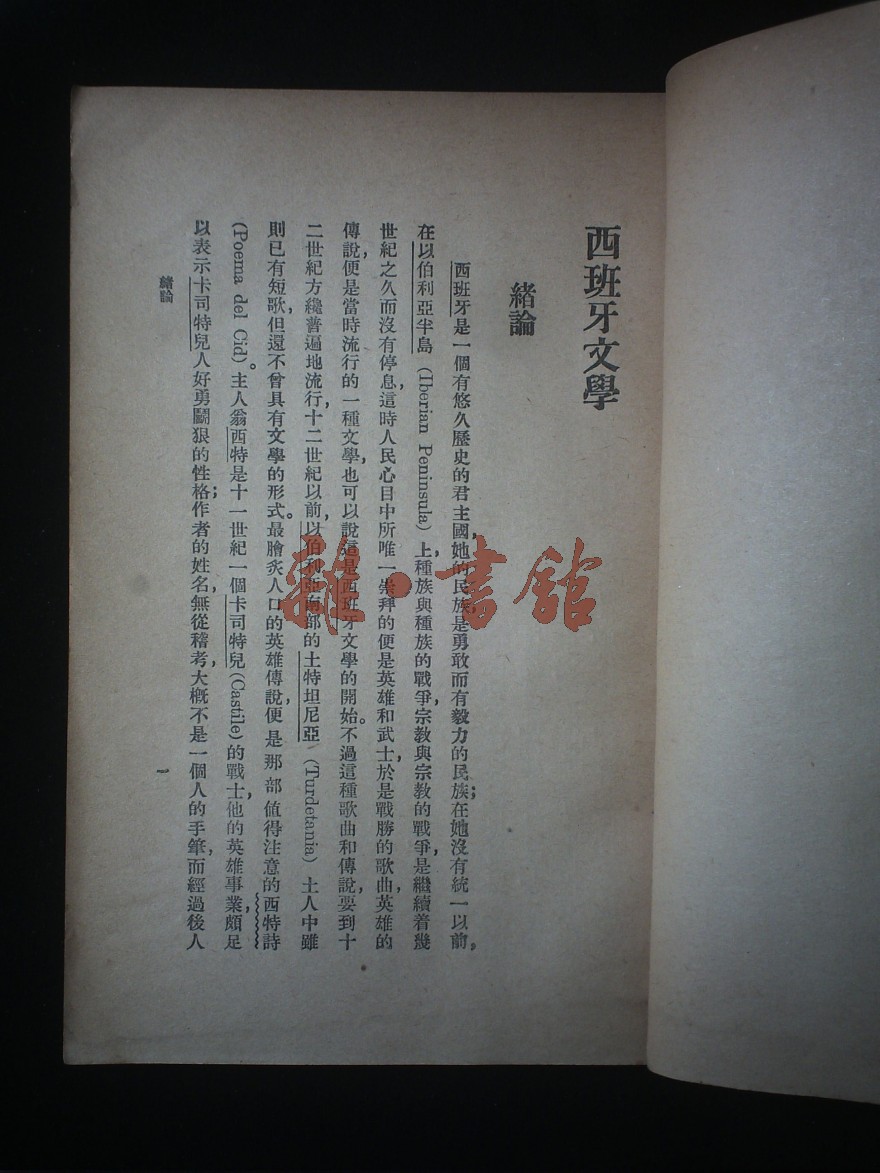 西班牙文學
緒論
西班牙是一個有悠久歷史的君主國，她的民族是勇敢而有毅力的民族；在她沒有統一以前，
在以伯利亞半島（Iberian Peninsula）上，種族與種族的戰爭，宗教與宗教的戰爭，是繼續着幾
世紀之久而沒有停息，這時人民心目中所唯一崇拜的便是英雄和武士，於是戰勝的歌曲，英雄的
傳說，便是當時流行的一種文學，也可以說這是西班牙文學的開始。不過這種歌曲和傳說，要到十
二世紀方纔普遍地流行，十二世紀以前，以伯利亞南部的土特坦尼亞（Turdetania）土人中雖
則已有短歌，但還不曾具有文學的形式。最膾炙人口的英雄傳說，便是那部值得注意的西特詩
(Poema del Cid)。主人翁西特是十一世紀一個卡司特兒(Castile)的戰士，他的英雄事業，頗足
以表示卡司特兒人好勇鬭狠的性格；作者的姓名，無從稽考，大概不是一個人的手筆，而經過後人
緒論
一
雜·書館